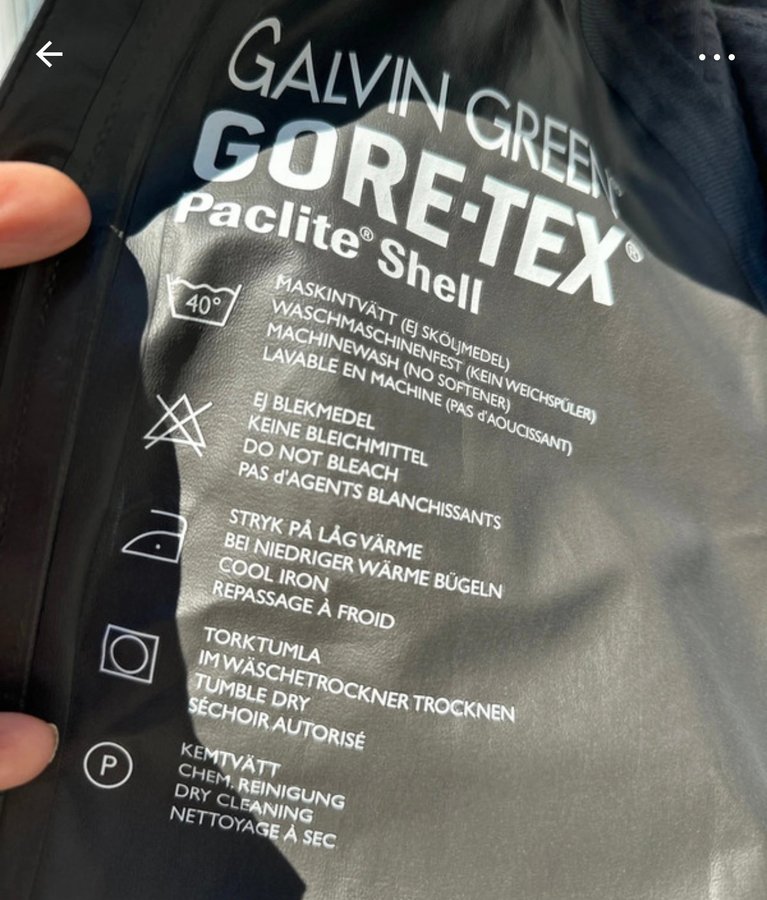 GALVIN GREEN
GORE-TEX®
Paclite® Shell
40°
MASKINTVÄTT (EJ SKÖLJMEDEL)
WASCHMASCHINENFEST (KEIN WEICHSPÜLER)
MACHINEWASH (NO SOFTENER)
LAVABLE EN MACHINE (PAS d'AOUCISSANT)
EJ BLEKMEDEL
KEINE BLEICHMITTEL
DO NOT BLEACH
PAS d'AGENTS BLANCHISSANTS
STRYK PÅ LÅG VÄRME
BEI NIEDRIGER WÄRME BÜGELN
COOL IRON
REPASSAGE À FROID
TORKTUMLA
IM WÄSCHETROCKNER TROCKNEN
TUMBLE DRY
SÉCHOIR AUTORISÉ
P
KEMTVÄTT
CHEM. REINIGUNG
DRY CLEANING
NETTOYAGE À SEC